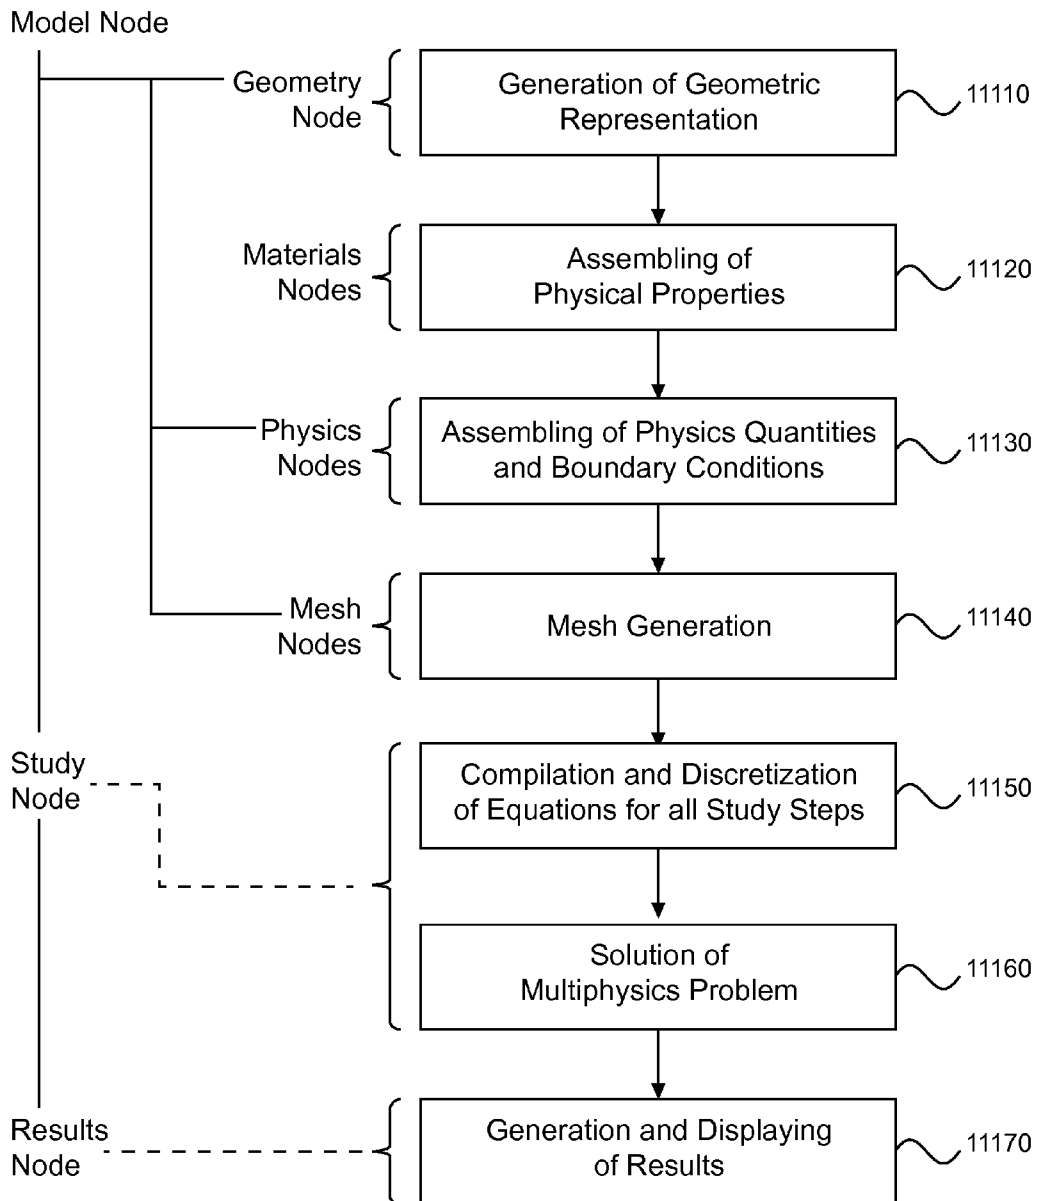 Model Node
Geometry
Node
Generation of Geometric
Representation
11110
Materials
Nodes
Assembling of
Physical Properties
11120
Physics
Nodes
Assembling of Physics Quantities
and Boundary Conditions
11130
Mesh
Nodes
Mesh Generation
11140
Study
Node
Compilation and Discretization
of Equations for all Study Steps
11150
Solution of
Multiphysics Problem
11160
Results
Node
Generation and Displaying
of Results
11170